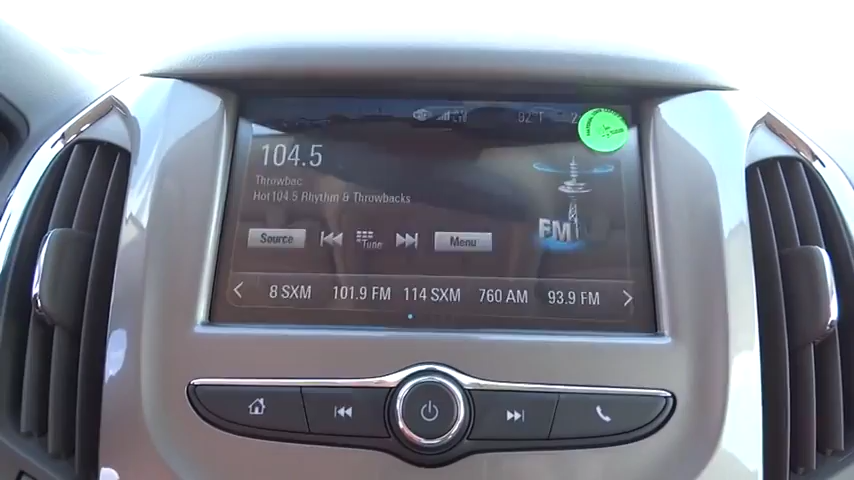 92°F
104.5
Throwbac
Hot104.5 Rhythm & Throwbacks
FM
Source Tune Menu
8 SXM 101.9 FM 114 SXM 760 AM 93.9 FM